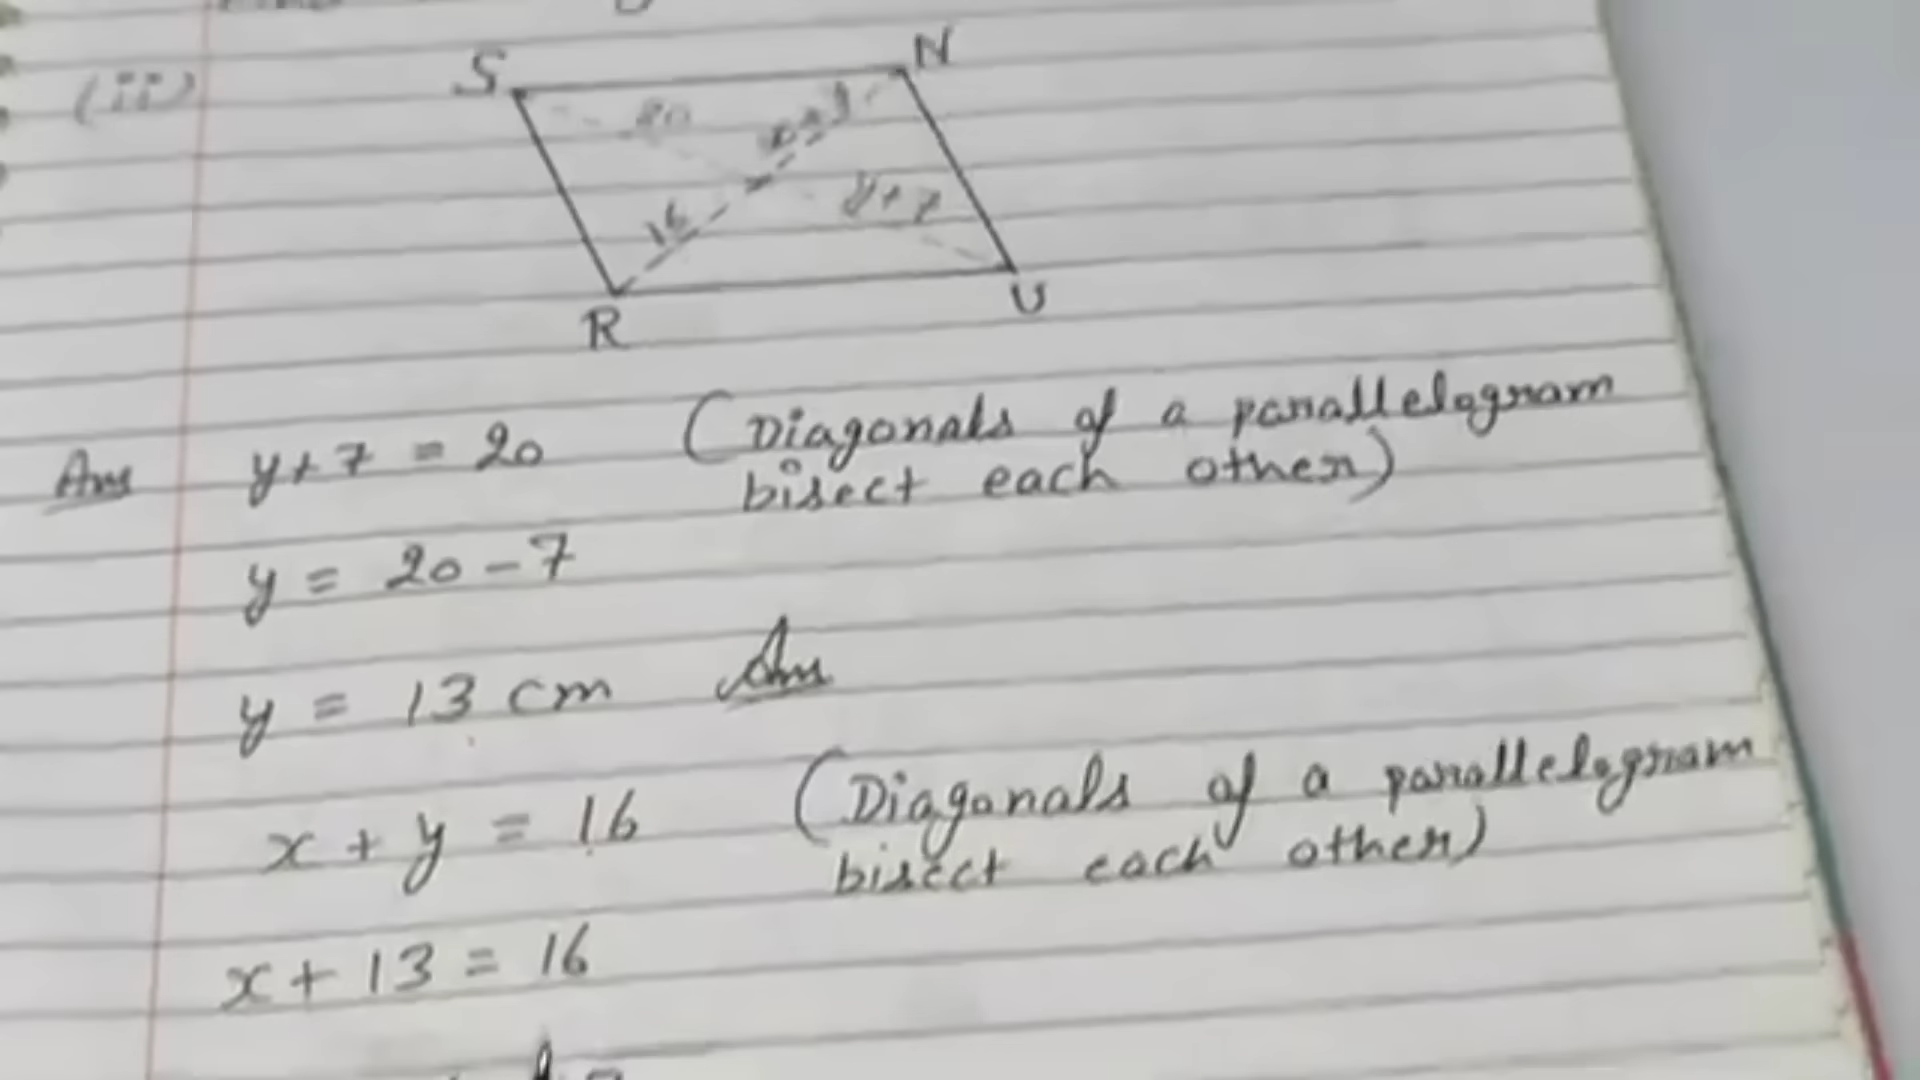 (ii)
S
N
20
x+y
16
y+7
R
U
Ans y+7 = 20 (Diagonals of a parallelogram
bisect each other)
y = 20-7
y = 13 cm Ans
x + y = 16 (Diagonals of a parallelogram
bisect each other)
x + 13 = 16